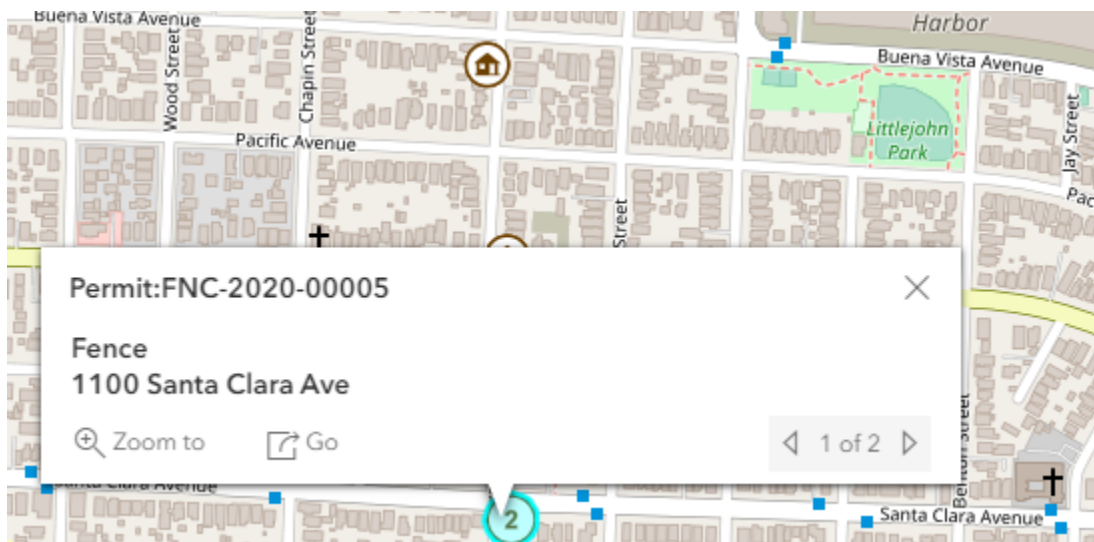 Harbor
Buena Vista Avenue
Buena Vista Avenue
Wood Street
Chapin Street
Jay Street
Littlejohn
Park
Pacific Avenue
Pac
Street
Permit:FNC-2020-00005
Fence
1100 Santa Clara Ave
Zoom to
Go
1 of 2
Benton Street
Santa Clara Avenue
2
Santa Clara Avenue